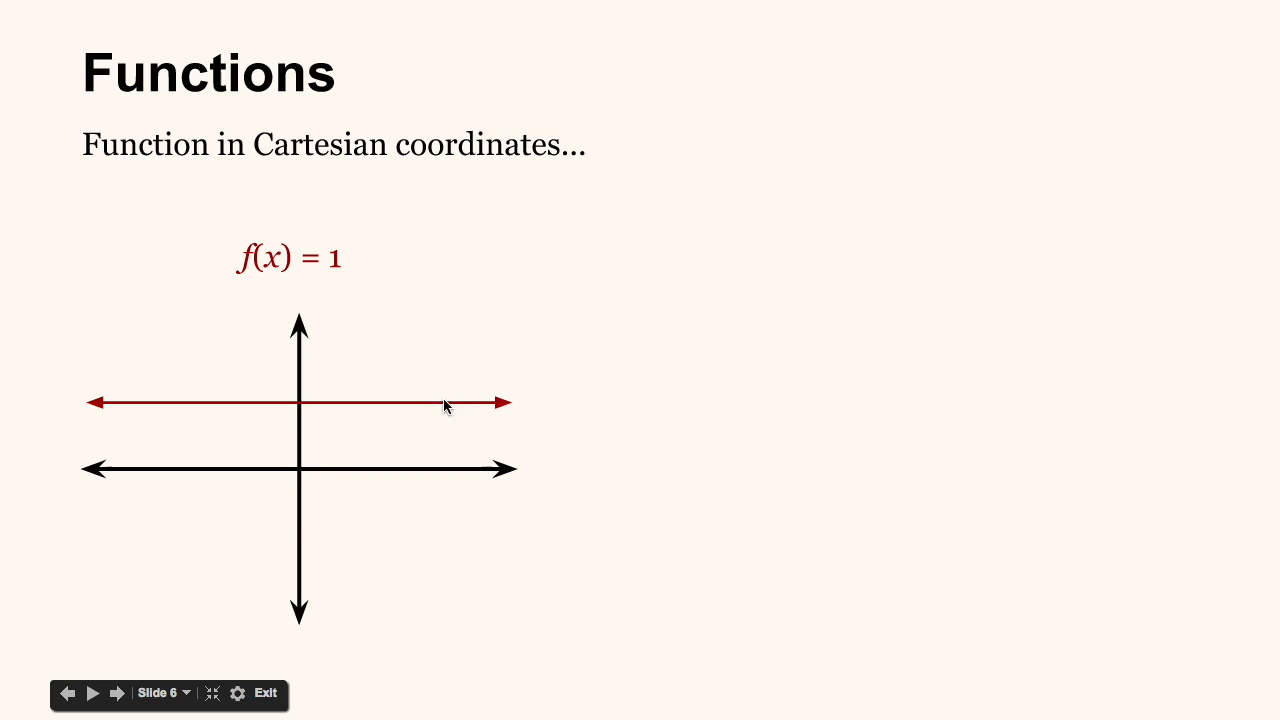 Functions
Function in Cartesian coordinates...
f(x) = 1
Slide 6
Exit